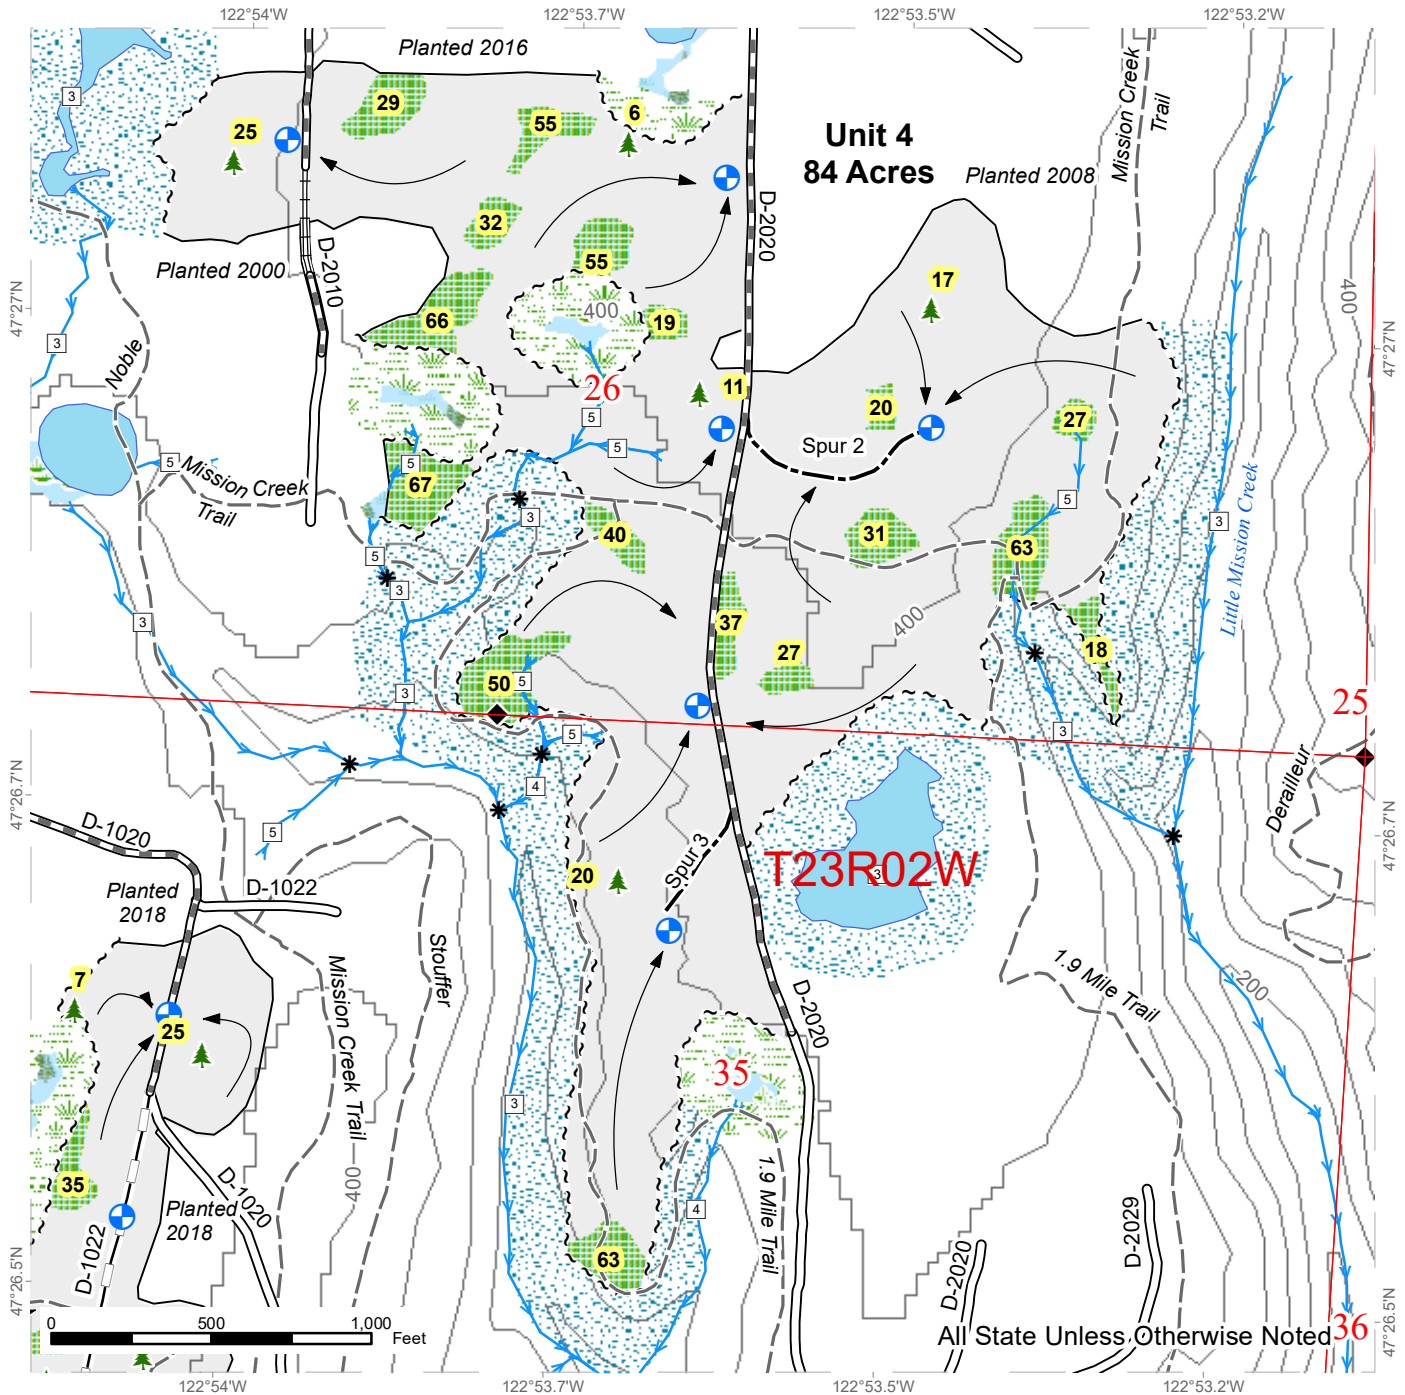 122°54'W
122°53.7'W
122°53.5'W
122°53.2'W
Planted 2016
3
29
25
55
6
Unit 4
84 Acres
Planted 2008
Mission Creek
Trail
D-2020
32
55
Planted 2000
D-2010
17
400
400
47°27'N
47°27'N
66
19
3
Noble
26
11
20
27
5
5
Spur 2
5
5
67
Mission Creek
Trail
5
3
40
31
63
3
Little Mission Creek
5
3
3
37
27
400
18
50
5
3
25
5
3
4
47°26.7'N
47°26.7'N
5
D-1020
Derailleur
Planted
2018
D-1022
20
Spur 3
T23R02W
3
Stouffer
Mission Creek Trail
7
25
1.9 Mile Trail
200
D-2020
35
3
400
35
Planted
2018
D-1020
D-1022
4
1.9 Mile Trail
63
D-2020
D-2029
47°26.5'N
47°26.5'N
0
500
1,000
Feet
All State Unless Otherwise Noted
36
122°54'W
122°53.7'W
122°53.5'W
122°53.2'W